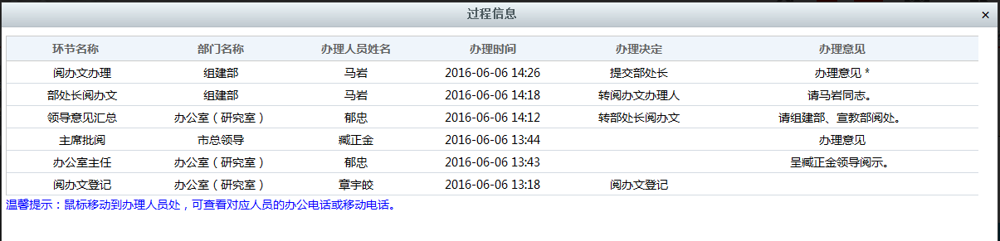 过程信息 ×
环节名称 部门名称 办理人员姓名 办理时间 办理决定 办理意见
阅办文办理 组建部 马岩 2016-06-06 14:26 提交部处长 办理意见 *
部处长阅办文 组建部 马岩 2016-06-06 14:18 转阅办文办理人 请马岩同志。
领导意见汇总 办公室（研究室） 郁忠 2016-06-06 14:12 转部处长阅办文 请组建部、宣教部阅处。
主席批阅 市总领导 臧正金 2016-06-06 13:44 办理意见
办公室主任 办公室（研究室） 郁忠 2016-06-06 13:43 呈臧正金领导阅示。
阅办文登记 办公室（研究室） 章宇皎 2016-06-06 13:18 阅办文登记
温馨提示：鼠标移动到办理人员处，可查看对应人员的办公电话或移动电话。